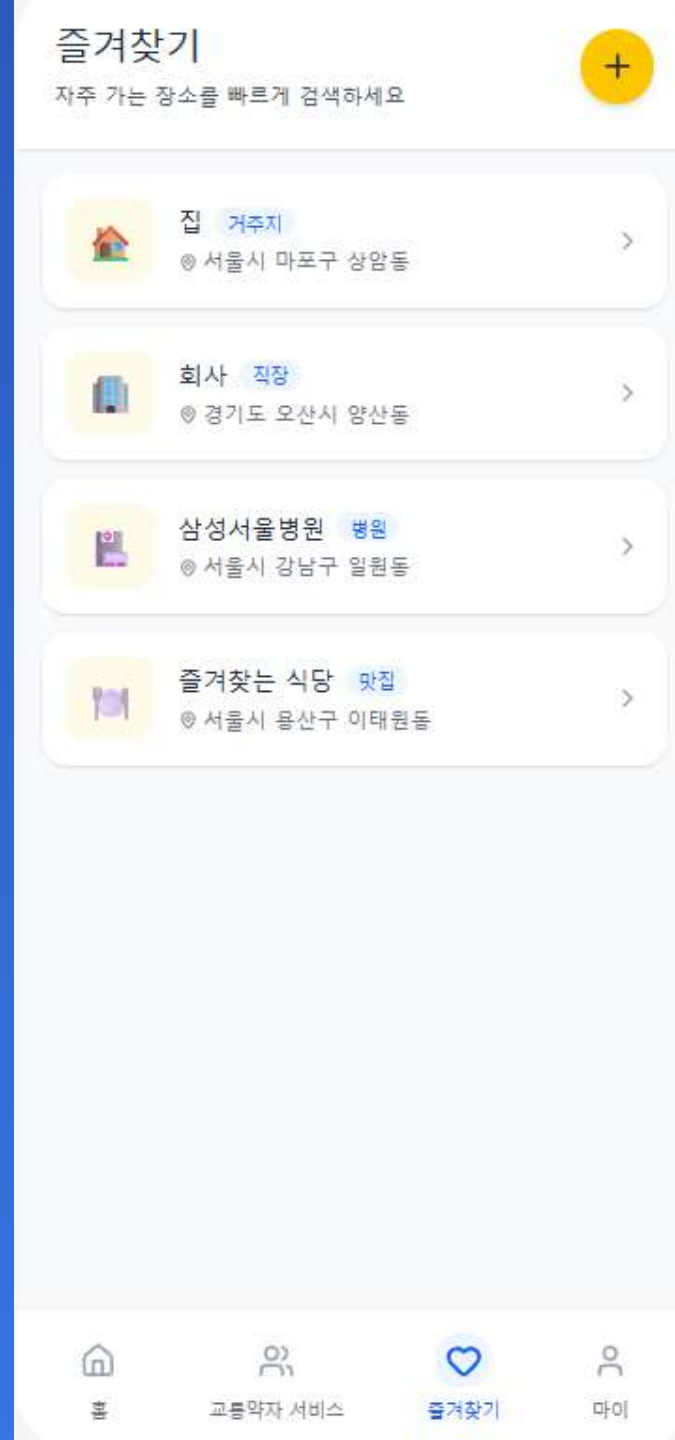 즐겨찾기
자주 가는 장소를 빠르게 검색하세요
집 거주지
서울시 마포구 상암동
회사 직장
경기도 오산시 양산동
삼성서울병원 병원
서울시 강남구 일원동
즐겨찾는 식당 맛집
서울시 용산구 이태원동
홈
교통약자 서비스
즐겨찾기
마이